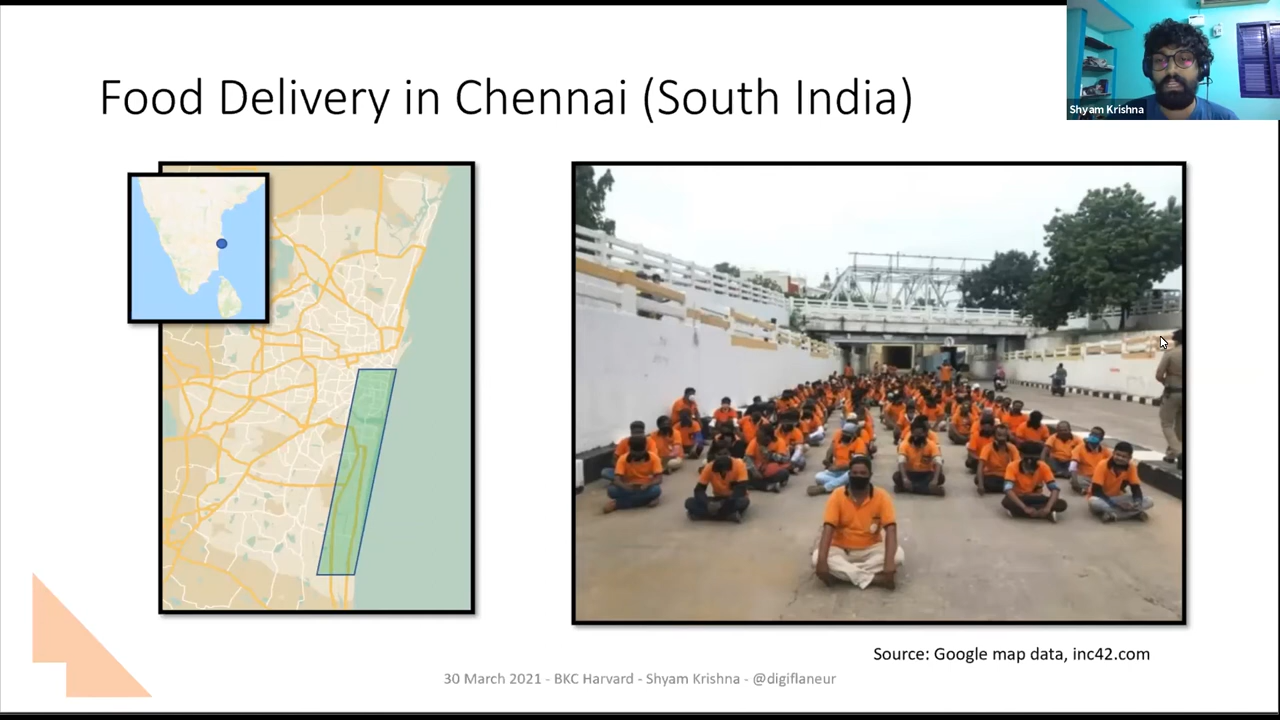 Food Delivery in Chennai (South India)
Shyam Krishna
Source: Google map data, inc42.com
30 March 2021 - BKC Harvard - Shyam Krishna - @digiflaneur